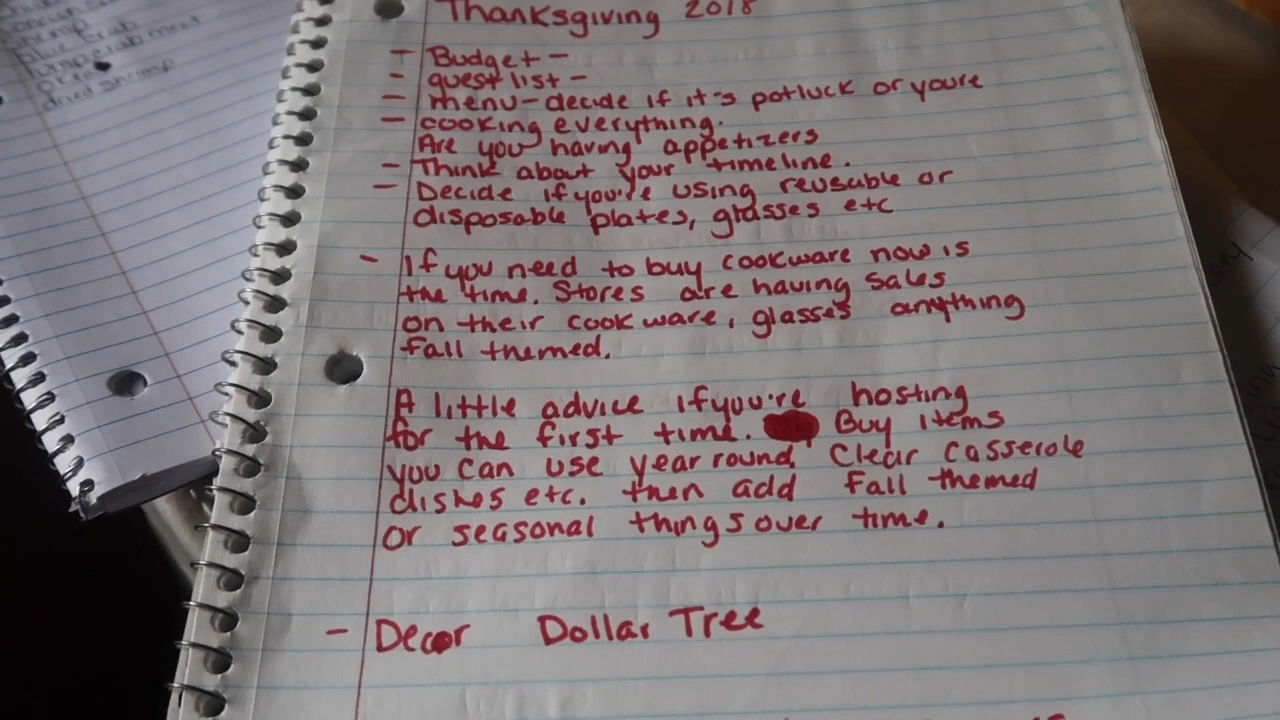 Thanksgiving 2018
- Budget -
- guest list -
- menu - decide if it's potluck or you're
- cooking everything.
Are you having appetizers
- Think about your timeline.
- Decide if you're using reusable or
disposable plates, glasses etc
- If you need to buy cookware now is
the time. Stores are having sales
on their cookware, glasses anything
fall themed.
A little advice if you're hosting
for the first time. Buy items
you can use year round, Clear casserole
dishes etc. then add fall themed
or seasonal things over time.
- Decor Dollar Tree
blue crab
dried shrimp